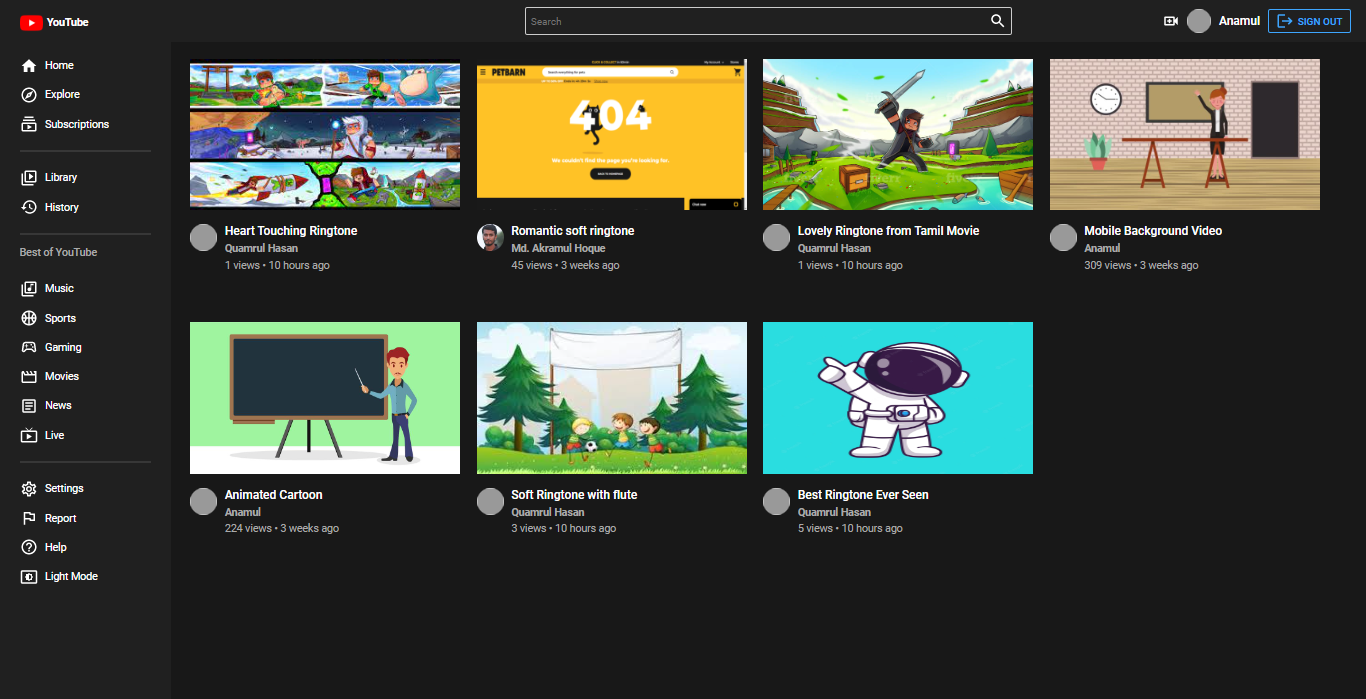 YouTube
Search
Anamul
SIGN OUT
Home
Explore
Subscriptions
Library
History
Best of YouTube
Music
Sports
Gaming
Movies
News
Live
Settings
Report
Help
Light Mode
Heart Touching Ringtone
Quamrul Hasan
1 views • 10 hours ago
PETBARN
Search everything for pets
404
We couldn't find the page you're looking for.
Romantic soft ringtone
Md. Akramul Hoque
45 views • 3 weeks ago
Lovely Ringtone from Tamil Movie
Quamrul Hasan
1 views • 10 hours ago
Mobile Background Video
Anamul
309 views • 3 weeks ago
Animated Cartoon
Anamul
224 views • 3 weeks ago
Soft Ringtone with flute
Quamrul Hasan
3 views • 10 hours ago
Best Ringtone Ever Seen
Quamrul Hasan
5 views • 10 hours ago